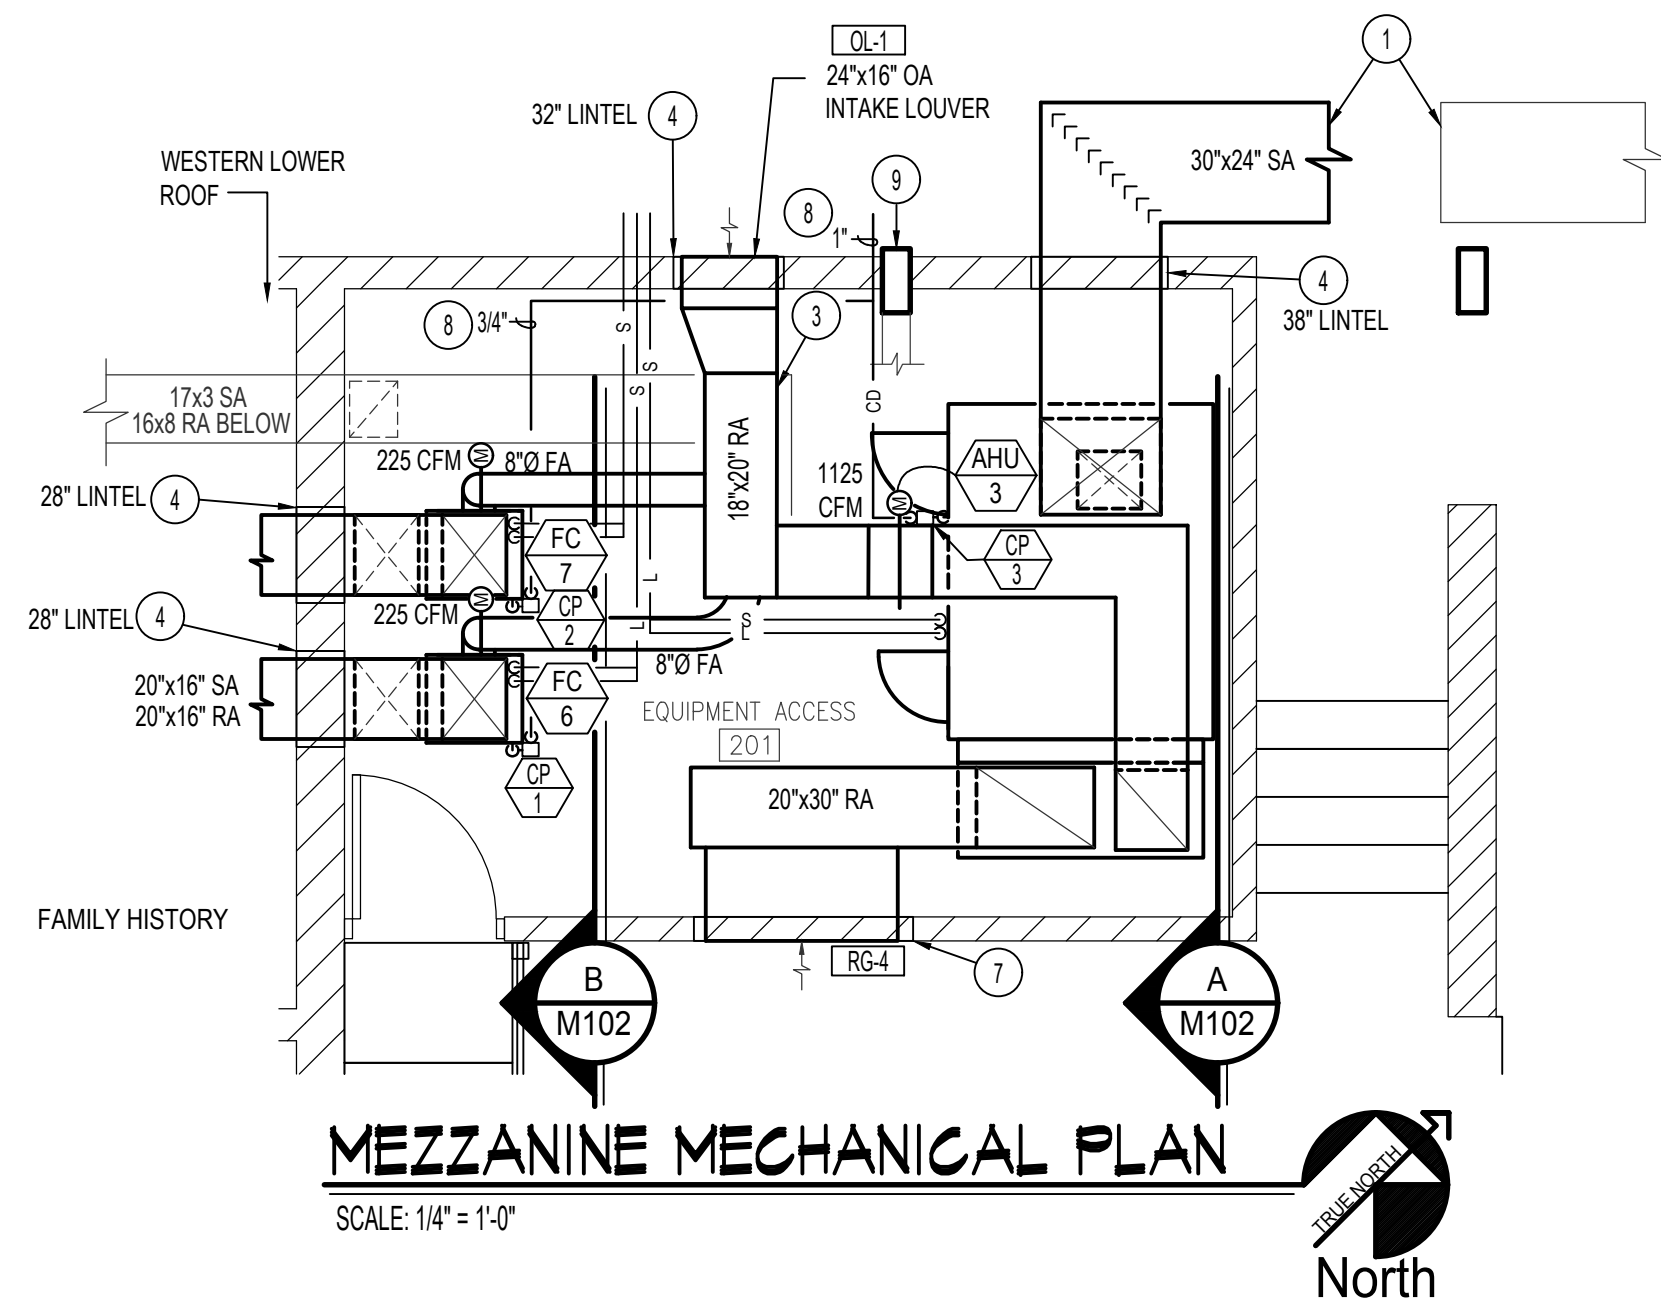 1
OL-1
24"x16" OA
INTAKE LOUVER
32" LINTEL
4
WESTERN LOWER
ROOF
30"x24" SA
9
8
1"
4
38" LINTEL
8
3/4"
3
S
S
S
CD
17x3 SA
16x8 RA BELOW
18"x20" RA
225 CFM
M
8"Ø FA
1125
CFM
M
AHU
3
28" LINTEL
4
FC
7
CP
3
L
28" LINTEL
4
225 CFM
M
CP
2
L
S
L
8"Ø FA
20"x16" SA
20"x16" RA
FC
6
EQUIPMENT ACCESS
201
CP
1
20"x30" RA
FAMILY HISTORY
RG-4
7
B
M102
A
M102
MEZZANINE MECHANICAL PLAN
SCALE: 1/4" = 1'-0"
TRUE NORTH
North